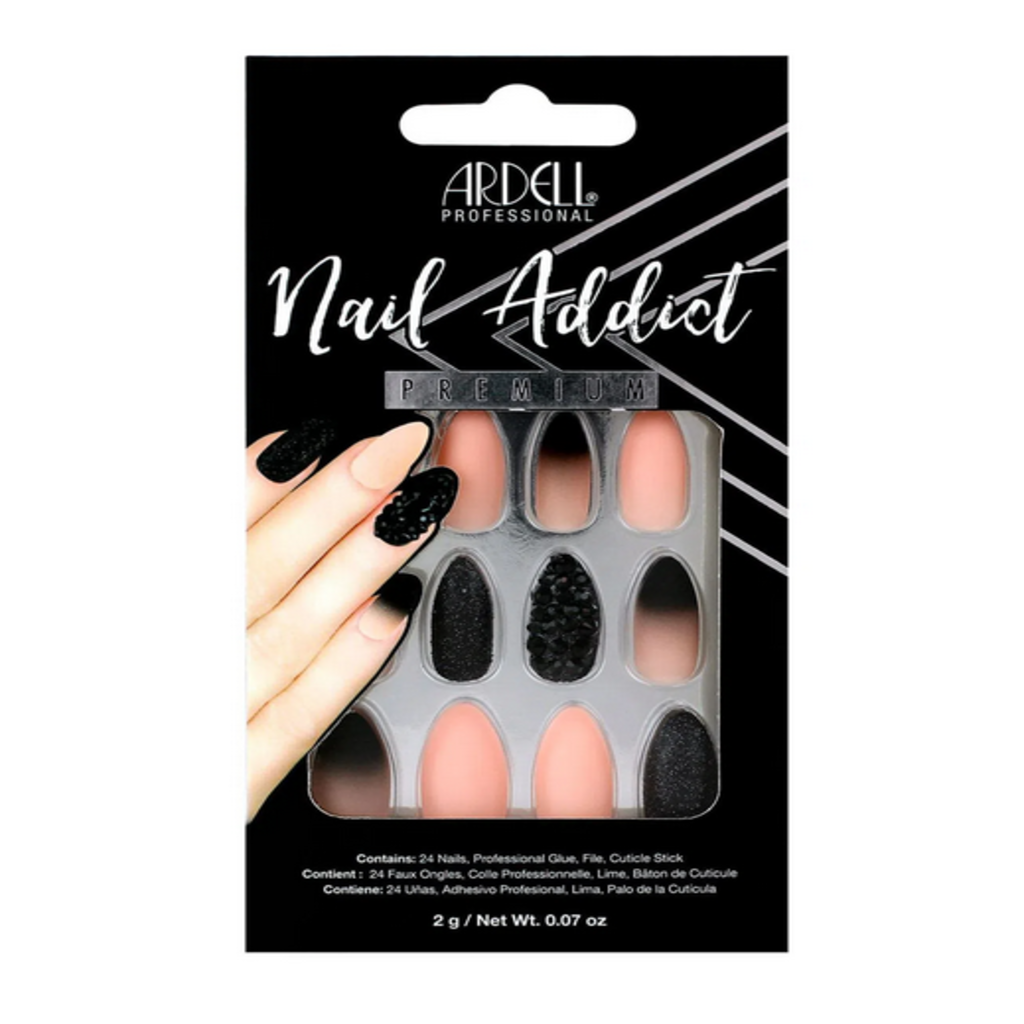 ARDELL®
PROFESSIONAL
Nail Addict
PREMIUM
Contains: 24 Nails, Professional Glue, File, Cuticle Stick
Contient : 24 Faux Ongles, Colle Professionnelle, Lime, Bâton de Cuticule
Contiene: 24 Uñas, Adhesivo Profesional, Lima, Palo de la Cutícula
2 g / Net Wt. 0.07 oz